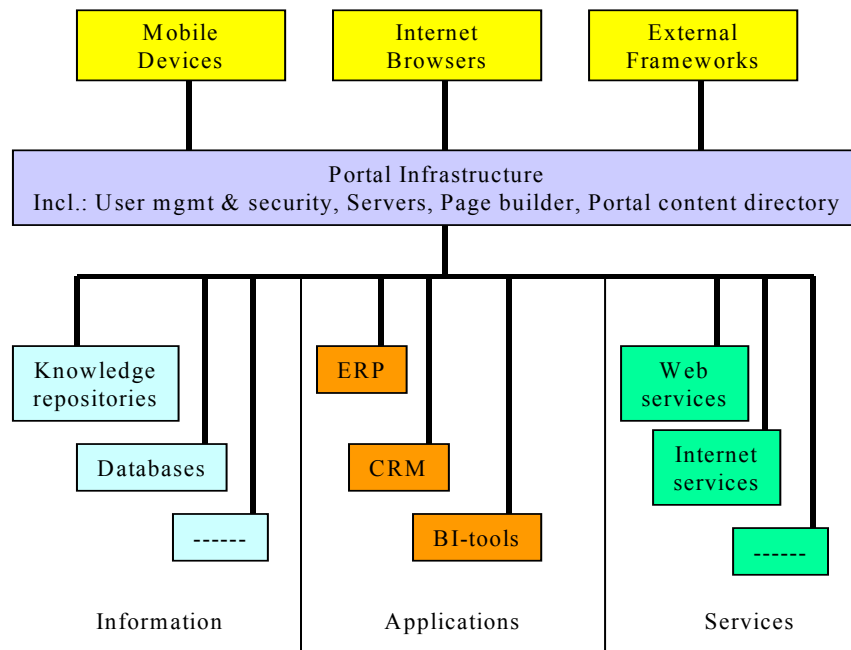 Mobile
Devices
Internet
Browsers
External
Frameworks
Portal Infrastructure
Incl.: User mgmt & security, Servers, Page builder, Portal content directory
Knowledge
repositories
Databases
------
ERP
CRM
BI-tools
Web
services
Internet
services
------
Information
Applications
Services